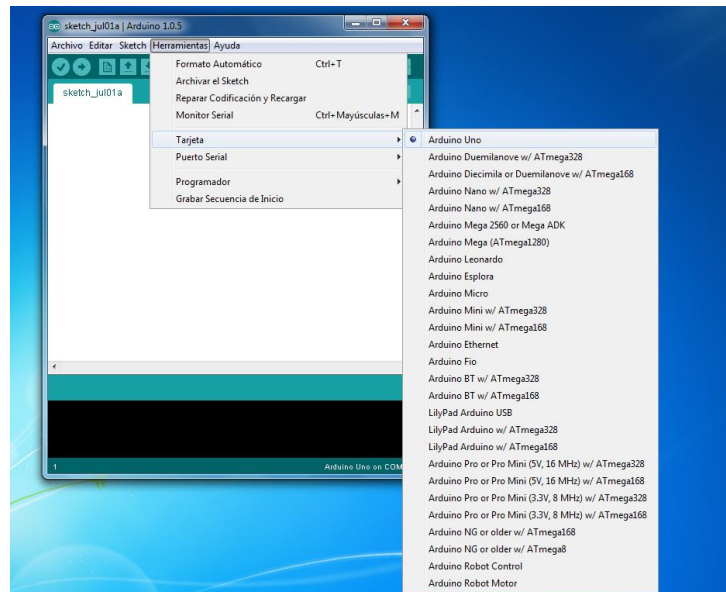 sketch_jul01a | Arduino 1.0.5
Archivo Editar Sketch Herramientas Ayuda
Formato Automático Ctrl+T
Archivar el Sketch
sketch_jul01a
Reparar Codificación y Recargar
Monitor Serial Ctrl+Mayúsculas+M
Tarjeta
Puerto Serial
Programador
Grabar Secuencia de Inicio
Arduino Uno
Arduino Duemilanove w/ ATmega328
Arduino Diecimila or Duemilanove w/ ATmega168
Arduino Nano w/ ATmega328
Arduino Nano w/ ATmega168
Arduino Mega 2560 or Mega ADK
Arduino Mega (ATmega1280)
Arduino Leonardo
Arduino Esplora
Arduino Micro
Arduino Mini w/ ATmega328
Arduino Mini w/ ATmega168
Arduino Ethernet
Arduino Fio
Arduino BT w/ ATmega328
Arduino BT w/ ATmega168
LilyPad Arduino USB
LilyPad Arduino w/ ATmega328
LilyPad Arduino w/ ATmega168
Arduino Pro or Pro Mini (5V, 16 MHz) w/ ATmega328
Arduino Pro or Pro Mini (5V, 16 MHz) w/ ATmega168
Arduino Pro or Pro Mini (3.3V, 8 MHz) w/ ATmega328
Arduino Pro or Pro Mini (3.3V, 8 MHz) w/ ATmega168
Arduino NG or older w/ ATmega168
Arduino NG or older w/ ATmega8
Arduino Robot Control
Arduino Robot Motor
1 Arduino Uno on COM